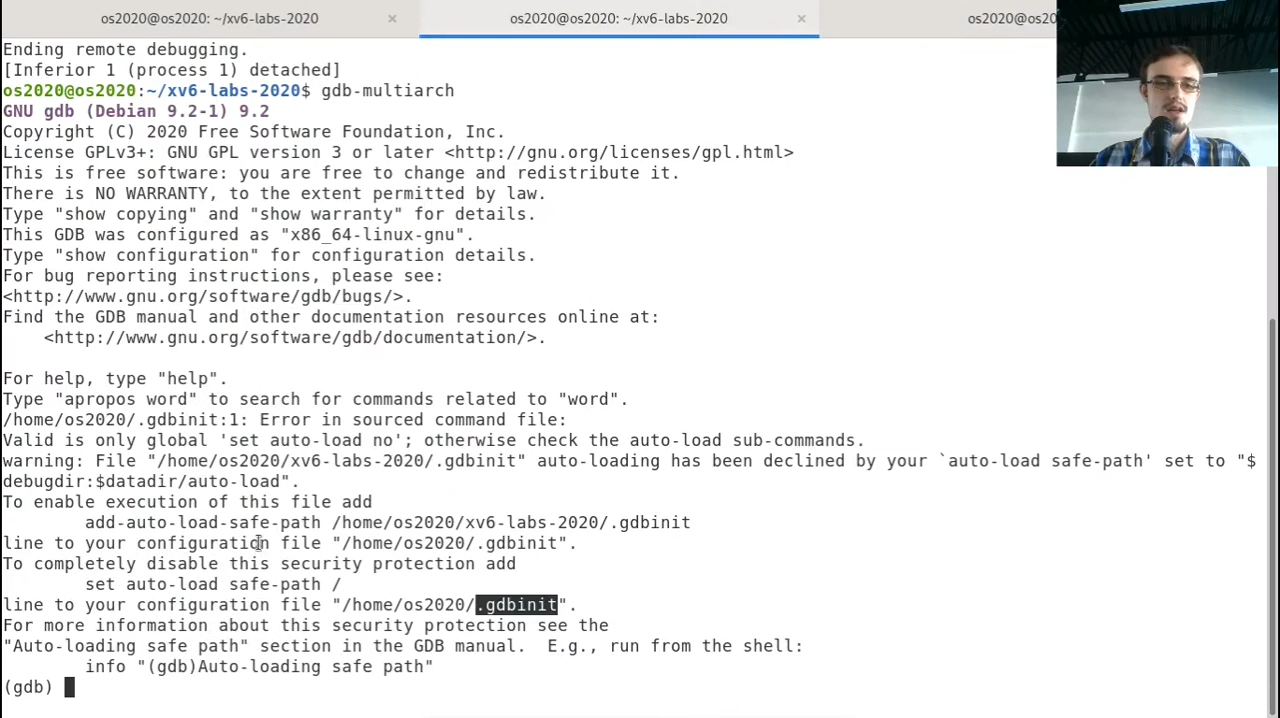 os2020@os2020: ~/xv6-labs-2020 × os2020@os2020: ~/xv6-labs-2020 × os2020@os20
Ending remote debugging.
[Inferior 1 (process 1) detached]
os2020@os2020:~/xv6-labs-2020$ gdb-multiarch
GNU gdb (Debian 9.2-1) 9.2
Copyright (C) 2020 Free Software Foundation, Inc.
License GPLv3+: GNU GPL version 3 or later <http://gnu.org/licenses/gpl.html>
This is free software: you are free to change and redistribute it.
There is NO WARRANTY, to the extent permitted by law.
Type "show copying" and "show warranty" for details.
This GDB was configured as "x86_64-linux-gnu".
Type "show configuration" for configuration details.
For bug reporting instructions, please see:
<http://www.gnu.org/software/gdb/bugs/>.
Find the GDB manual and other documentation resources online at:
    <http://www.gnu.org/software/gdb/documentation/>.
For help, type "help".
Type "apropos word" to search for commands related to "word".
/home/os2020/.gdbinit:1: Error in sourced command file:
Valid is only global 'set auto-load no'; otherwise check the auto-load sub-commands.
warning: File "/home/os2020/xv6-labs-2020/.gdbinit" auto-loading has been declined by your `auto-load safe-path' set to "$
debugdir:$datadir/auto-load".
To enable execution of this file add
        add-auto-load-safe-path /home/os2020/xv6-labs-2020/.gdbinit
line to your configuration file "/home/os2020/.gdbinit".
To completely disable this security protection add
        set auto-load safe-path /
line to your configuration file "/home/os2020/.gdbinit".
For more information about this security protection see the
"Auto-loading safe path" section in the GDB manual.  E.g., run from the shell:
        info "(gdb)Auto-loading safe path"
(gdb)